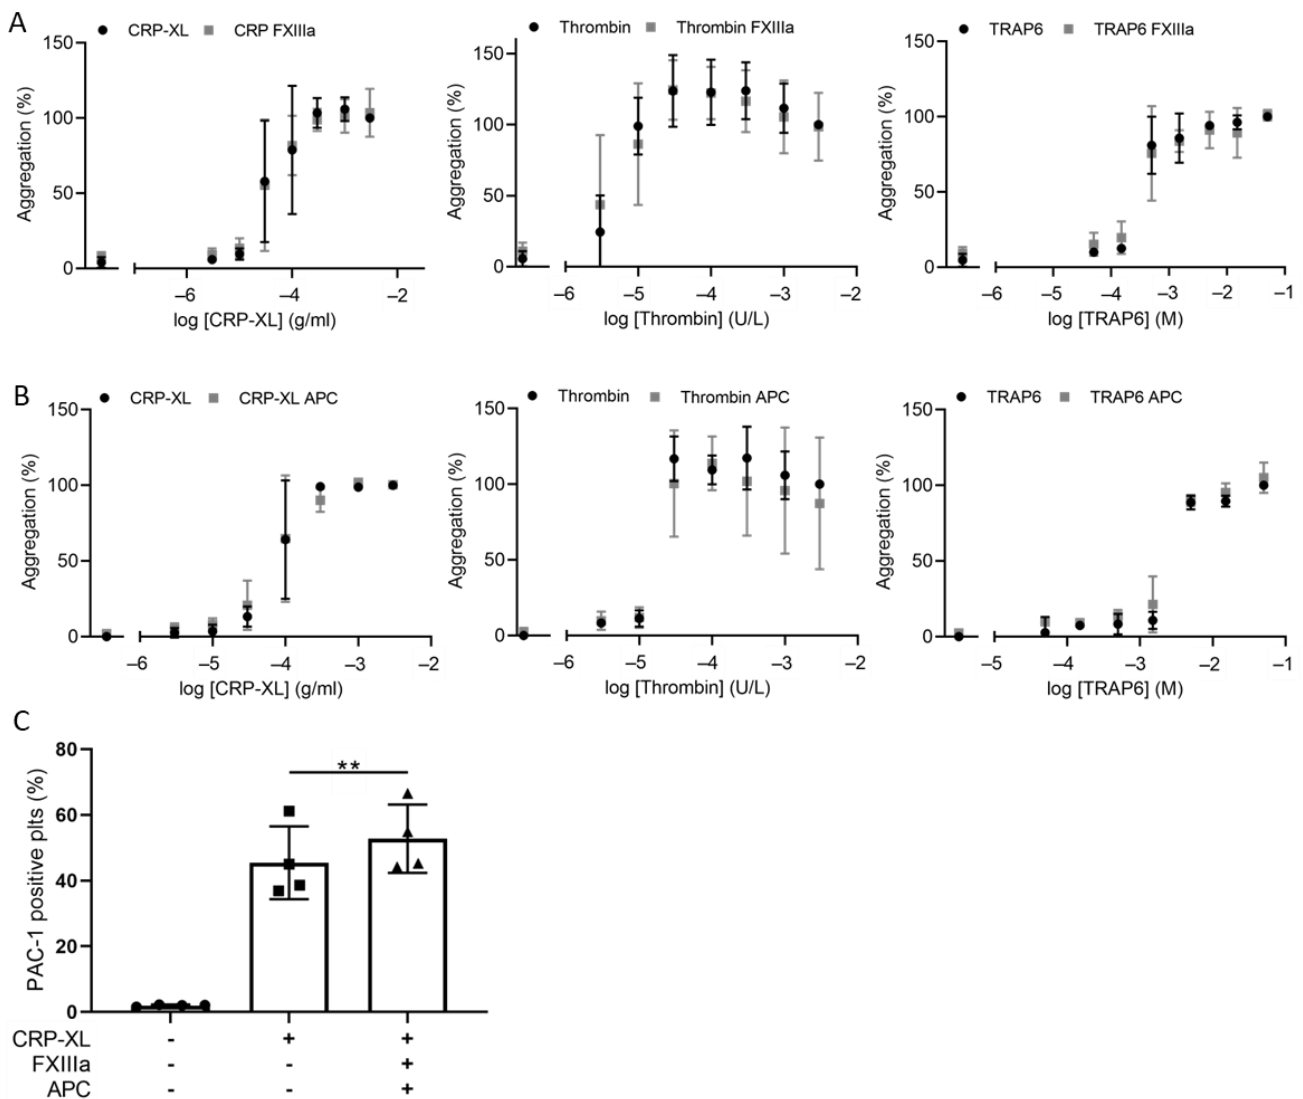 A
CRP-XL CRP FXIIIa
Aggregation (%)
150
100
50
0
–6 –4 –2
log [CRP-XL] (g/ml)
Thrombin Thrombin FXIIIa
Aggregation (%)
150
100
50
0
–6 –5 –4 –3 –2
log [Thrombin] (U/L)
TRAP6 TRAP6 FXIIIa
Aggregation (%)
150
100
50
0
–6 –5 –4 –3 –2 –1
log [TRAP6] (M)
B
CRP-XL CRP-XL APC
Aggregation (%)
150
100
50
0
–6 –5 –4 –3 –2
log [CRP-XL] (g/ml)
Thrombin Thrombin APC
Aggregation (%)
150
100
50
0
–6 –5 –4 –3 –2
log [Thrombin] (U/L)
TRAP6 TRAP6 APC
Aggregation (%)
150
100
50
0
–5 –4 –3 –2 –1
log [TRAP6] (M)
C
PAC-1 positive plts (%)
80
60
40
20
0
**
CRP-XL - + +
FXIIIa - - +
APC - - +